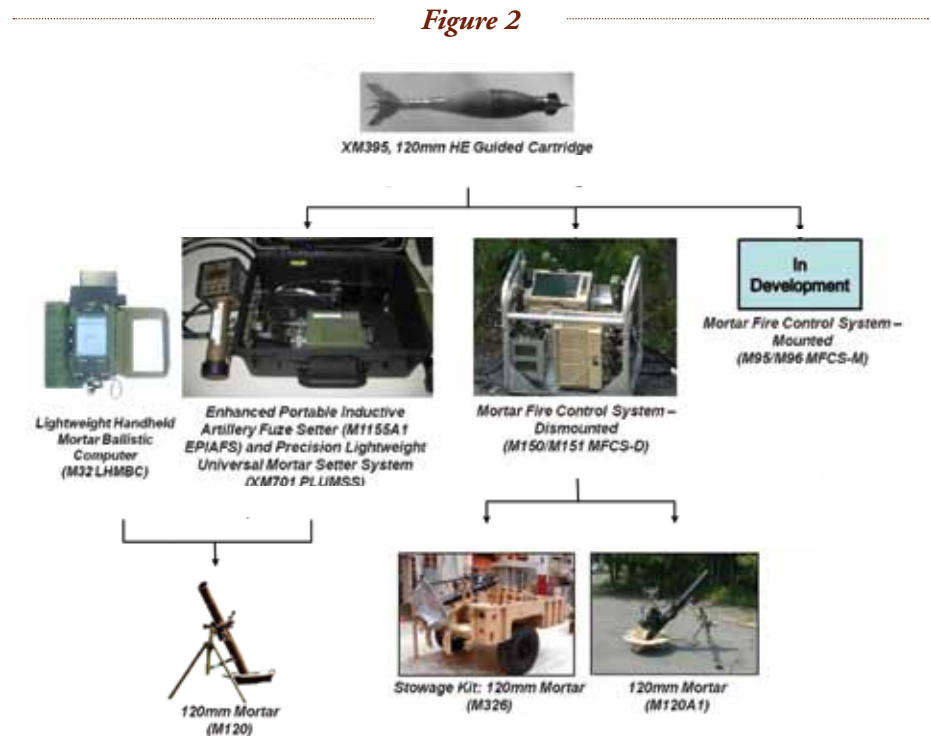 Figure 2
XM395, 120mm HE Guided Cartridge
In
Development
Mortar Fire Control System –
Mounted
(M95/M96 MFCS-M)
Lightweight Handheld
Mortar Ballistic
Computer
(M32 LHMBC)
Enhanced Portable Inductive
Artillery Fuze Setter (M1155A1
EPIAFS) and Precision Lightweight
Universal Mortar Setter System
(XM701 PLUMSS)
Mortar Fire Control System –
Dismounted
(M150/M151 MFCS-D)
120mm Mortar
(M120)
Stowage Kit: 120mm Mortar
(M326)
120mm Mortar
(M120A1)